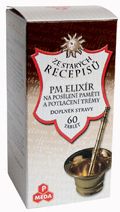 ZE STARÝCH
RECEPISŮ
PM ELIXÍR
NA POSÍLENÍ PAMĚTI
A POTLAČENÍ TRÉMY
DOPLNĚK STRAVY
60
TABLET
P
MEDA